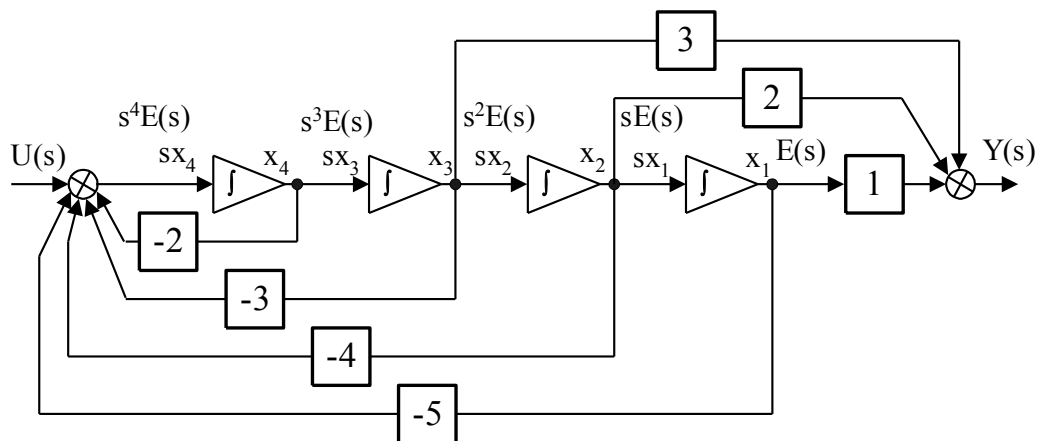 3
2
s⁴E(s)
s³E(s)
s²E(s)
sE(s)
U(s)
sx₄
∫
x₄
sx₃
∫
x₃
sx₂
∫
x₂
sx₁
∫
x₁
E(s)
1
Y(s)
-2
-3
-4
-5